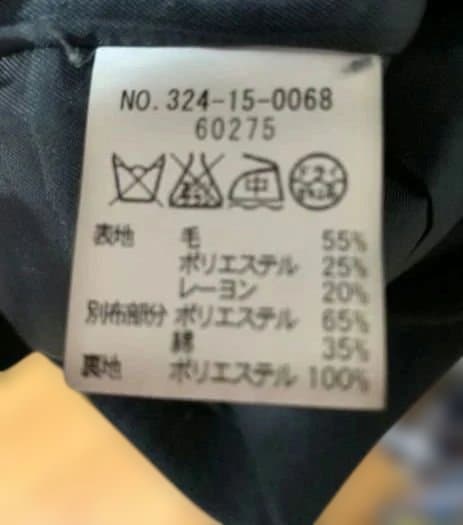 NO. 324-15-0068
60275
中
表地 毛 55%
ポリエステル 25%
レーヨン 20%
別布部分 ポリエステル 65%
綿 35%
裏地 ポリエステル 100%